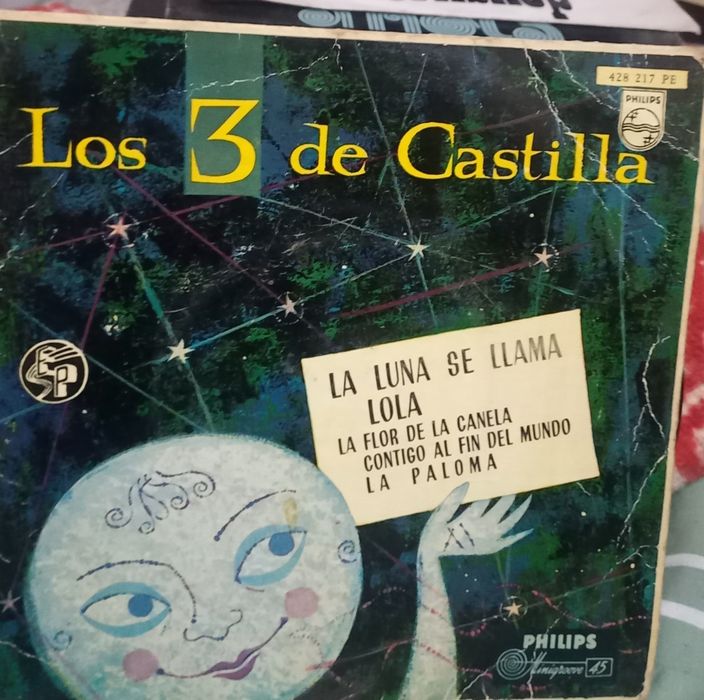 428 217 PE
PHILIPS
Los 3 de Castilla
EP
LA LUNA SE LLAMA
LOLA
LA FLOR DE LA CANELA
CONTIGO AL FIN DEL MUNDO
LA PALOMA
PHILIPS
Minigroove 45